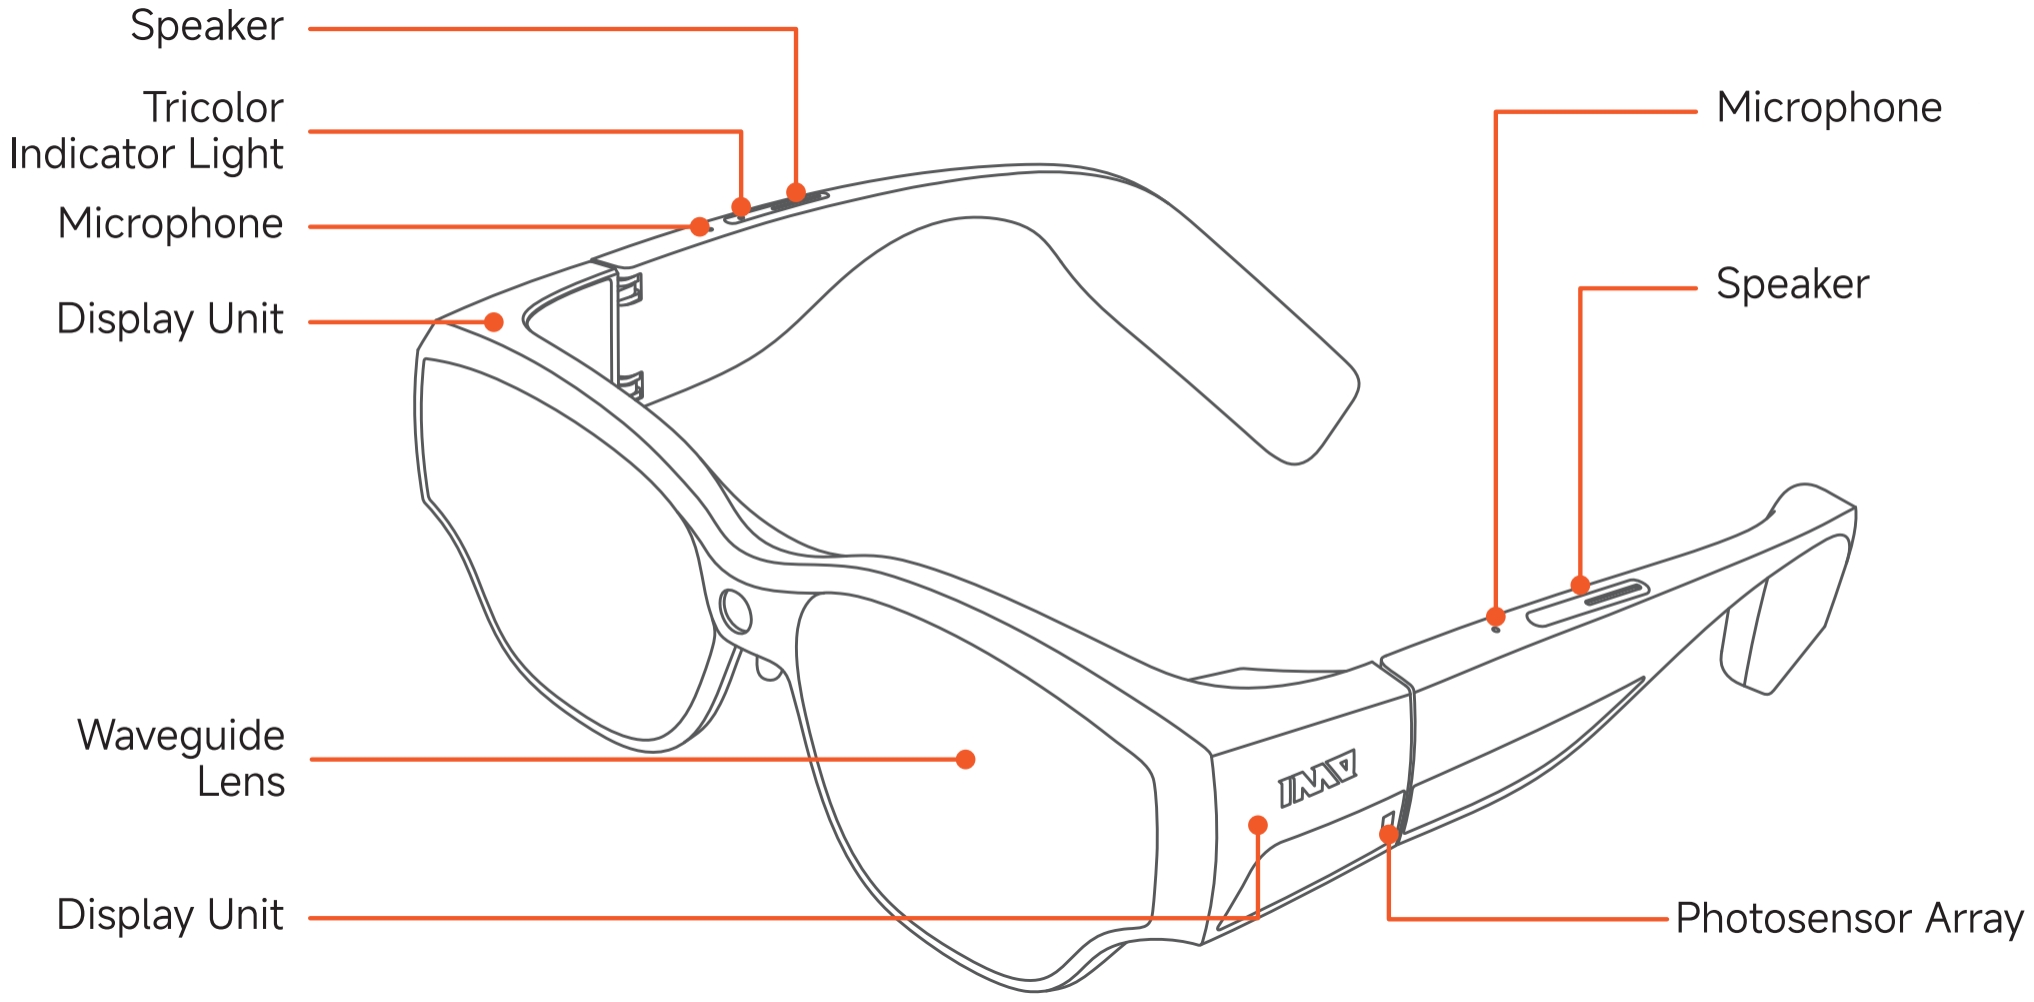 Speaker
Tricolor
Indicator Light
Microphone
Display Unit
Waveguide
Lens
Display Unit
Microphone
Speaker
INMO
Photosensor Array